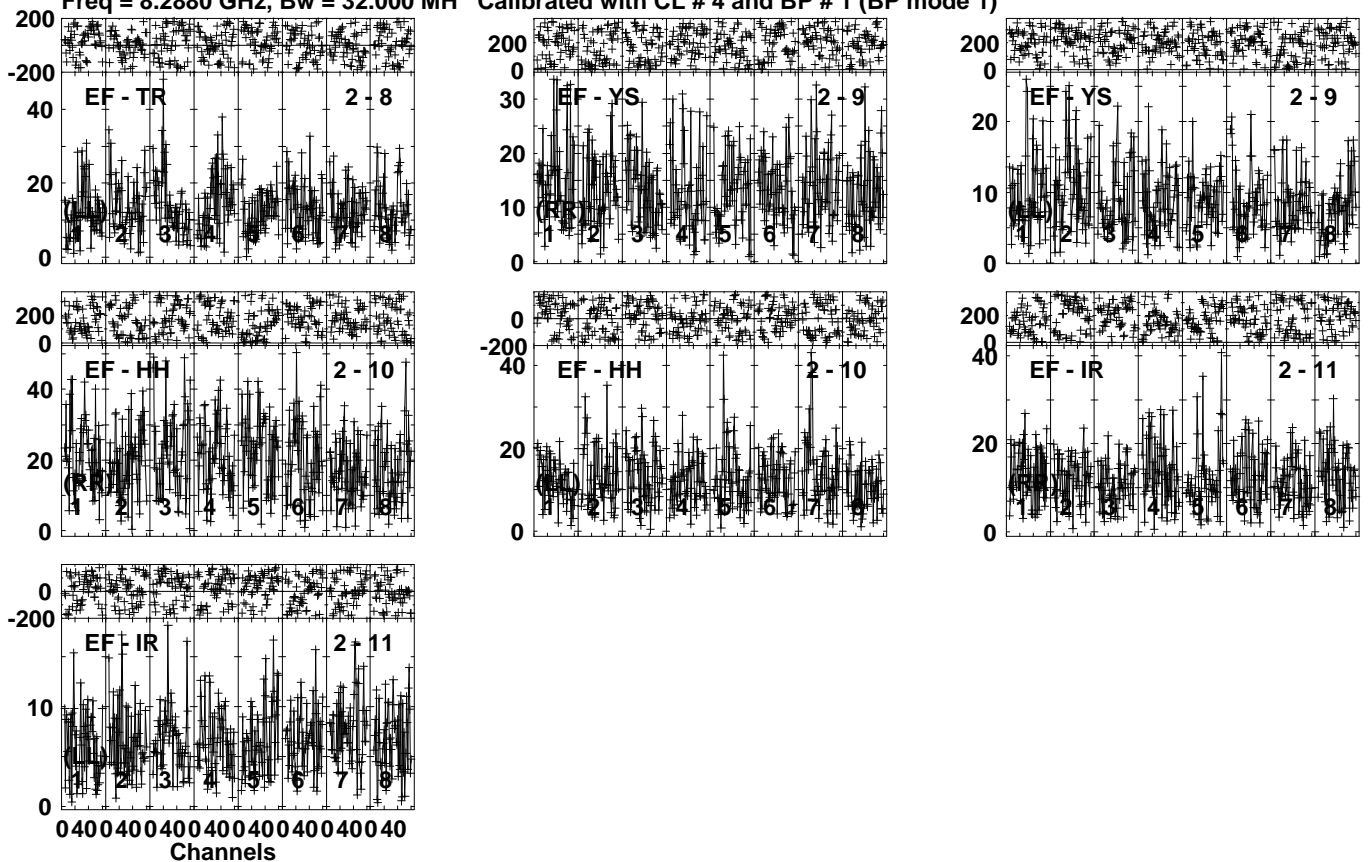 Freq = 8.2880 GHz, Bw = 32.000 MH Calibrated with CL # 4 and BP # 1 (BP mode 1)
200
-200
EF - TR 2 - 8
40
20
0
(LL)
1 2 3 4 5 6 7 8
200
0
EF - YS 2 - 9
30
20
10
0
(RR)
1 2 3 4 5 6 7 8
200
0
EF - YS 2 - 9
20
10
0
(LL)
1 2 3 4 5 6 7 8
200
0
EF - HH 2 - 10
40
20
0
(RR)
1 2 3 4 5 6 7 8
0
-200
EF - HH 2 - 10
40
20
0
(LL)
1 2 3 4 5 6 7 8
200
0
EF - IR 2 - 11
40
20
0
(RR)
1 2 3 4 5 6 7 8
0
-200
EF - IR 2 - 11
10
0
(LL)
1 2 3 4 5 6 7 8
0 40 0 40 0 40 0 40 0 40 0 40 0 40 0 40
Channels